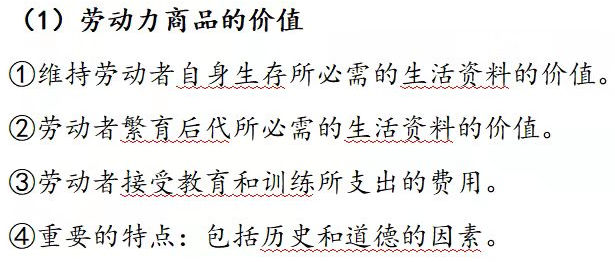 （1）劳动力商品的价值
①维持劳动者自身生存所必需的生活资料的价值。
②劳动者繁育后代所必需的生活资料的价值。
③劳动者接受教育和训练所支出的费用。
④重要的特点：包括历史和道德的因素。